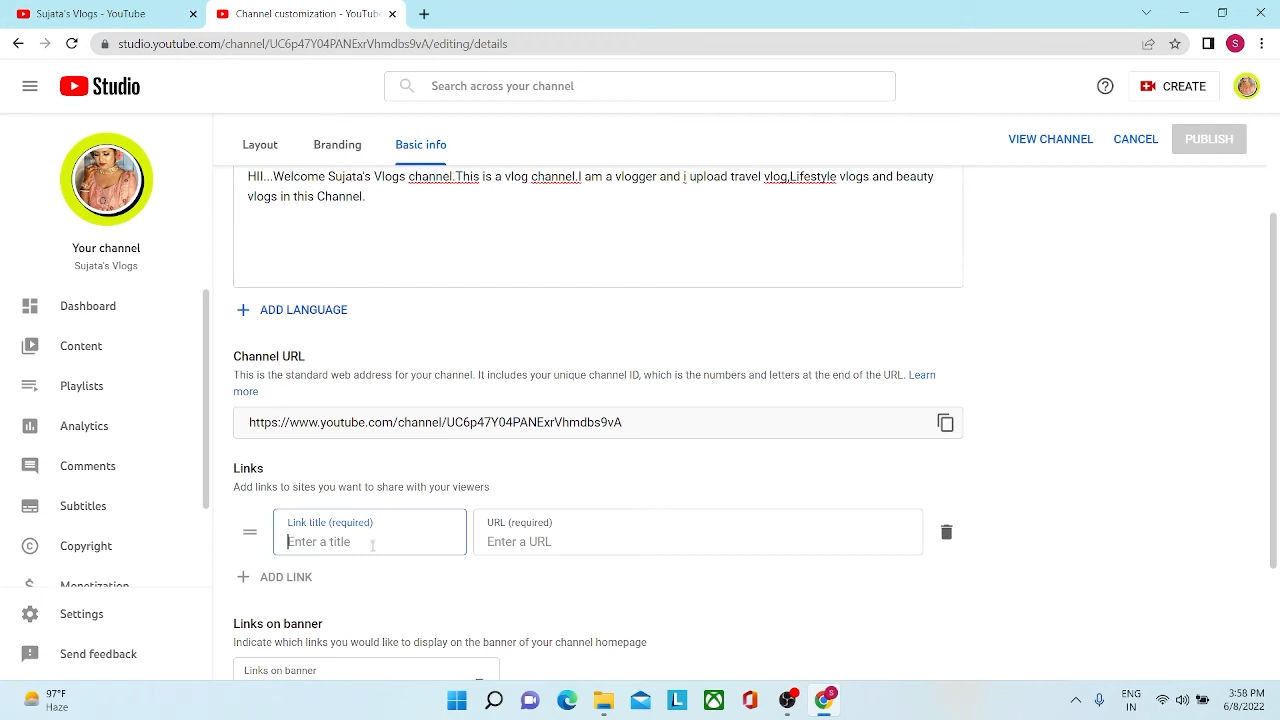 Sujata's Vlogs - YouTube
Channel customization - YouTube
studio.youtube.com/channel/UC6p47Y04PANExrVhmdbs9vA/editing/details
S
Studio
Search across your channel
CREATE
Layout
Branding
Basic info
VIEW CHANNEL
CANCEL
PUBLISH
Your channel
Sujata's Vlogs
Dashboard
Content
Playlists
Analytics
Comments
Subtitles
Copyright
Monetization
Settings
Send feedback
HII...Welcome Sujata's Vlogs channel.This is a vlog channel.I am a vlogger and i upload travel vlog,Lifestyle vlogs and beauty
vlogs in this Channel.
ADD LANGUAGE
Channel URL
This is the standard web address for your channel. It includes your unique channel ID, which is the numbers and letters at the end of the URL. Learn
more
https://www.youtube.com/channel/UC6p47Y04PANExrVhmdbs9vA
Links
Add links to sites you want to share with your viewers
Link title (required)
Enter a title
URL (required)
Enter a URL
ADD LINK
Links on banner
Indicate which links you would like to display on the banner of your channel homepage
Links on banner
97°F
Haze
L
S
ENG
IN
3:58 PM
6/8/2022